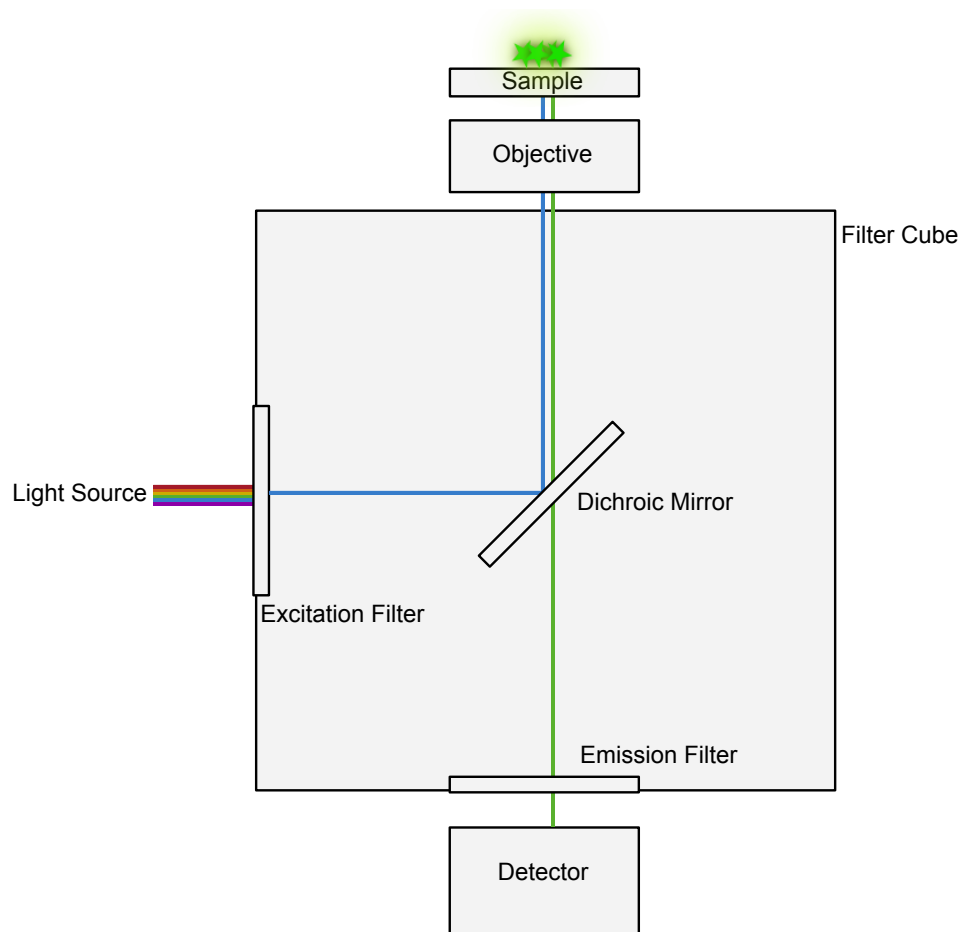 Sample
Objective
Filter Cube
Light Source
Dichroic Mirror
Excitation Filter
Emission Filter
Detector